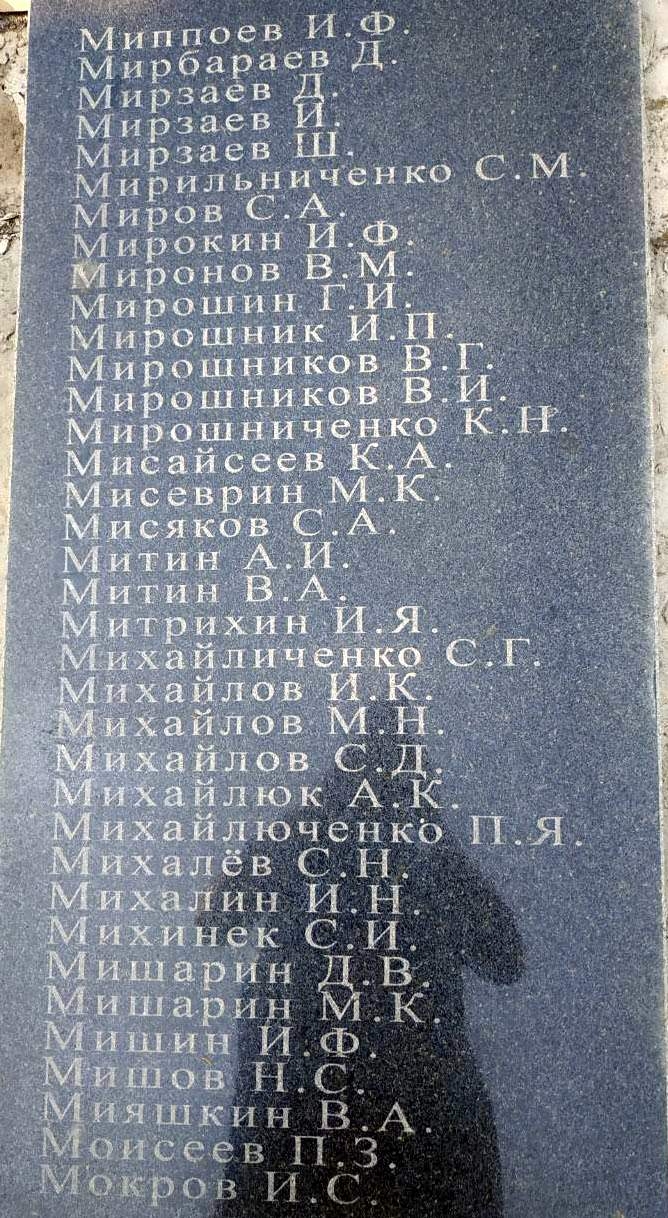 Миппоев И.Ф.
Мирбараев Д.
Мирзаев Д.
Мирзаев И.
Мирзаев Ш.
Мирильниченко С.М.
Миров С.А.
Мирокин И.Ф.
Миронов В.М.
Мирошин Г.И.
Мирошник И.П.
Мирошников В.Г.
Мирошников В.И.
Мирошниченко К.Н.
Мисайсеев К.А.
Мисеврин М.К.
Мисяков С.А.
Митин А.И.
Митин В.А.
Митрихин И.Я.
Михайличенко С.Г.
Михайлов И.К.
Михайлов М.Н.
Михайлов С.Д.
Михайлюк А.К.
Михайлюченко П.Я.
Михалёв С.Н.
Михалин И.Н.
Михинек С.И.
Мишарин Д.В.
Мишарин М.К.
Мишин И.Ф.
Мишов Н.С.
Мияшкин В.А.
Моисеев П.З.
Мокров И.С.